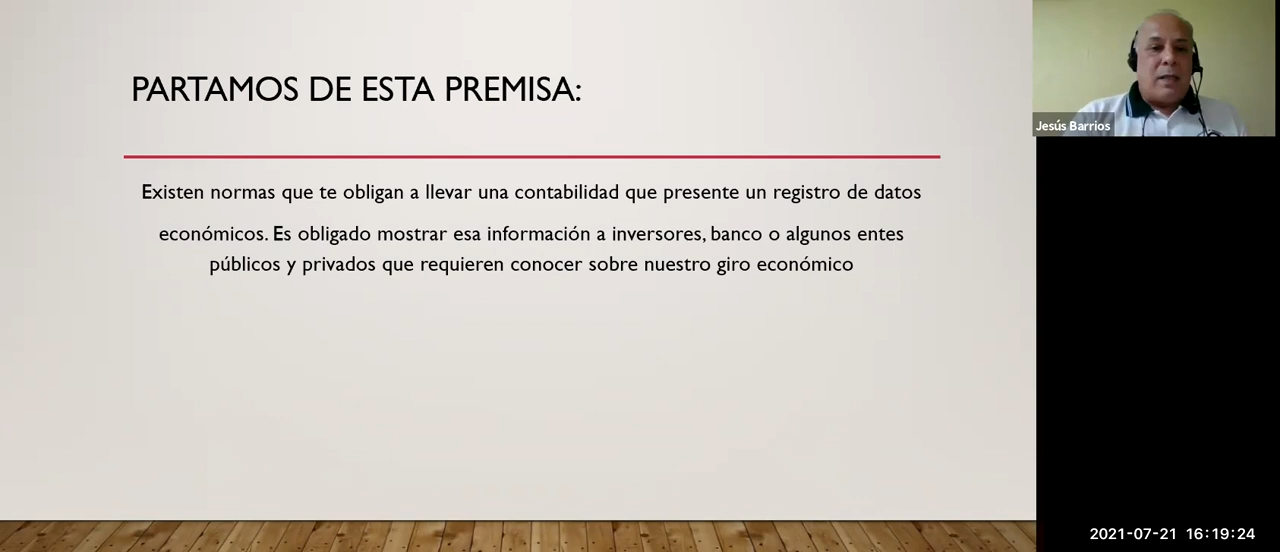 PARTAMOS DE ESTA PREMISA:
Existen normas que te obligan a llevar una contabilidad que presente un registro de datos
económicos. Es obligado mostrar esa información a inversores, banco o algunos entes
públicos y privados que requieren conocer sobre nuestro giro económico
Jesús Barrios
2021-07-21 16:19:24